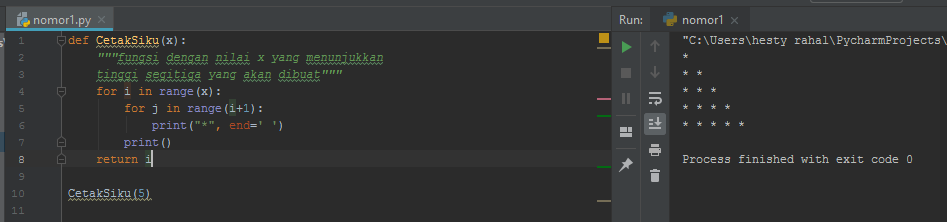 nomor1.py ×
1 def CetakSiku(x):
2 """fungsi dengan nilai x yang menunjukkan
3 tinggi segitiga yang akan dibuat"""
4 for i in range(x):
5 for j in range(i+1):
6 print("*", end=' ')
7 print()
8 return i
9
10 CetakSiku(5)
11
Run: nomor1 ×
"C:\Users\hesty rahal\PycharmProjects\
*
* *
* * *
* * * *
* * * * *
Process finished with exit code 0